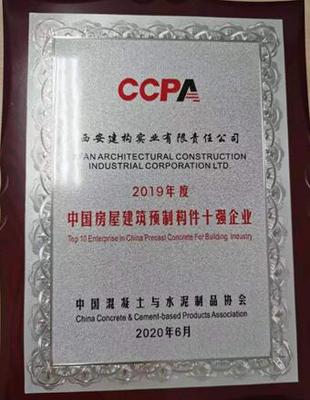 CCPA
西安建构实业有限责任公司
XI'AN ARCHITECTURAL CONSTRUCTION
INDUSTRIAL CORPORATION LTD.
2019年度
中国房屋建筑预制构件十强企业
Top 10 Enterprise in China Precast Concrete For Building Industry
中国混凝土与水泥制品协会
China Concrete & Cement-based Products Association
2020年6月